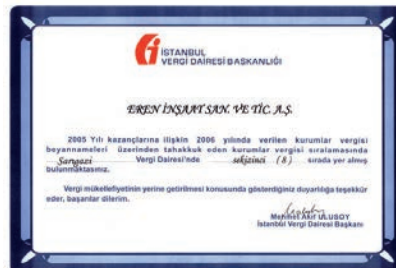 İSTANBUL
VERGİ DAİRESİ BAŞKANLIĞI
EREN İNŞAAT SAN. VE TİC. A.Ş.
2005 Yılı kazançlarına ilişkin 2006 yılında verilen kurumlar vergisi
beyannameleri üzerinden tahakkuk eden kurumlar vergisi sıralamasında
Sarıgazi Vergi Dairesi'nde sekizinci (8) sırada yer almış
bulunmaktasınız.
Vergi mükellefiyetinin yerine getirilmesi konusunda gösterdiğiniz duyarlılığa teşekkür
eder, başarılar dilerim.
Mehmet Akif ULUSOY
İstanbul Vergi Dairesi Başkanı